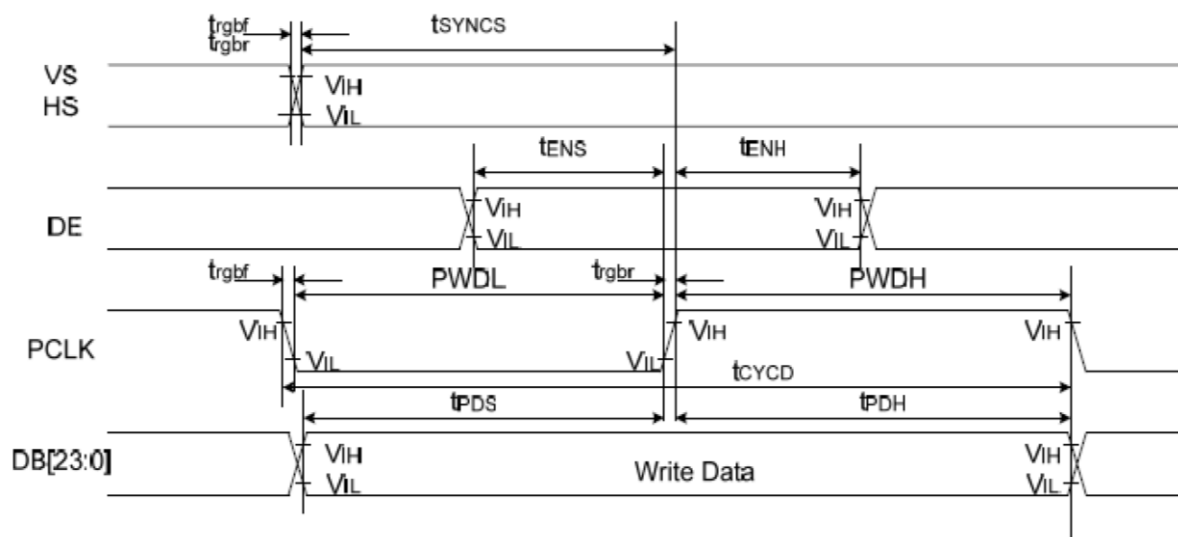 trgbf
trgbr
tSYNCS
VS
HS
VIH
VIL
tENS
tENH
DE
VIH
VIL
VIH
VIL
trgbf
PWDL
trgbr
PWDH
PCLK
VIH
VIL
VIL
VIH
VIH
tCYCD
tPDS
tPDH
DB[23:0]
VIH
VIL
Write Data
VIH
VIL